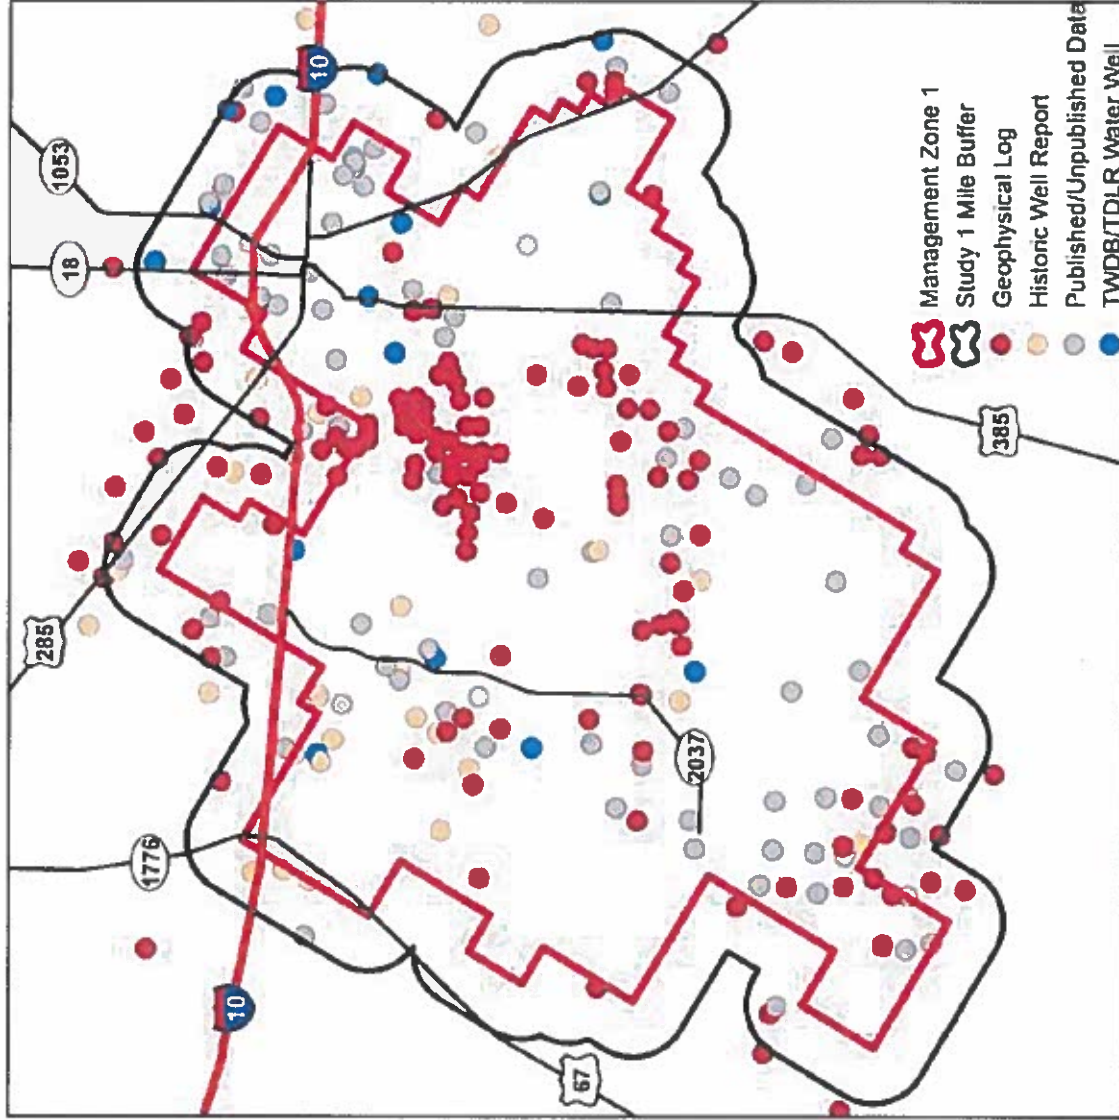 1053
18
285
1776
10
10
67
2037
385
Management Zone 1
Study 1 Mile Buffer
Geophysical Log
Historic Well Report
Published/Unpublished Data
TWDB/TDLR Water Well